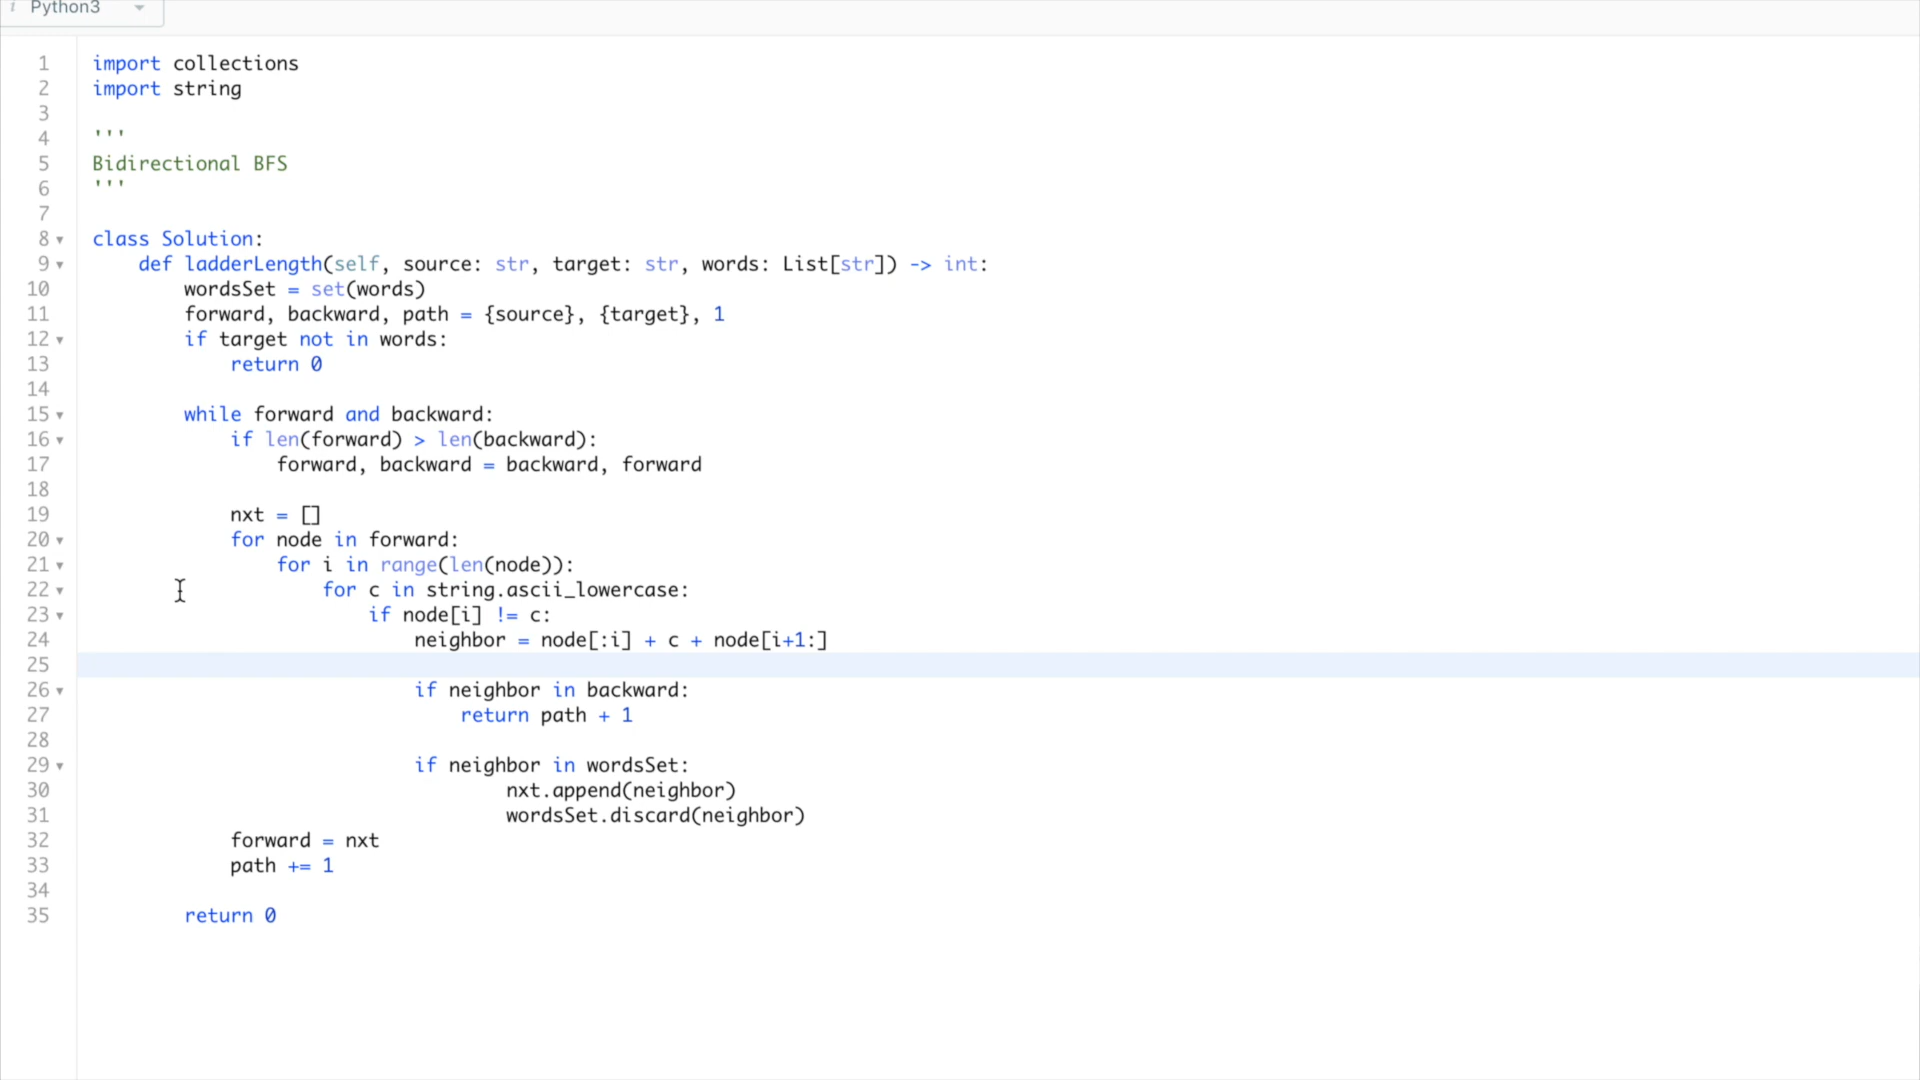 i Python3
1 import collections
2 import string
3
4 '''
5 Bidirectional BFS
6 '''
7
8 class Solution:
9     def ladderLength(self, source: str, target: str, words: List[str]) -> int:
10         wordsSet = set(words)
11         forward, backward, path = {source}, {target}, 1
12         if target not in words:
13             return 0
14
15         while forward and backward:
16             if len(forward) > len(backward):
17                 forward, backward = backward, forward
18
19             nxt = []
20             for node in forward:
21                 for i in range(len(node)):
22                     for c in string.ascii_lowercase:
23                         if node[i] != c:
24                             neighbor = node[:i] + c + node[i+1:]
25
26                             if neighbor in backward:
27                                 return path + 1
28
29                             if neighbor in wordsSet:
30                                     nxt.append(neighbor)
31                                     wordsSet.discard(neighbor)
32             forward = nxt
33             path += 1
34
35         return 0